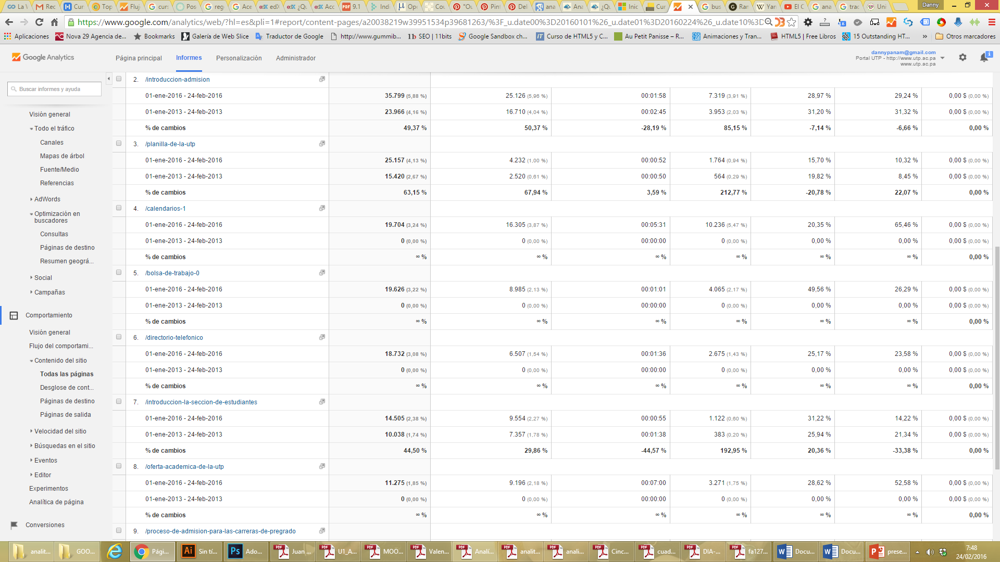 La \
Rec
Cur
Top
Fluj
curs
Pos
reg
Ace
edX
¿Qu
Acc
9.1
Indi
Ope
Cou
"Ou
Pin
Del
ana
Ana
¿Qu
Inic
Cur
bus
Ran
Yan
El C
ana
trac
Uni
Danny
https://www.google.com/analytics/web/?hl=es&pli=1#report/content-pages/a20038219w39951534p39681263/%3F_u.date00%3D20160101%26_u.date01%3D20160224%26_u.date10%3D
Aplicaciones
Nova 29 Agencia de...
Bookmarks
Galería de Web Slice
Traductor de Google
http://www.gummib...
1b SEO | 11bits
Google Sandbox ch...
Curso de HTML5 y C...
Au Petit Panisse – R...
Animaciones y Tran...
HTML5 | Free Libros
15 Outstanding HT...
»
Otros marcadores
Google Analytics
Página principal
Informes
Personalización
Administrador
dannypanam@gmail.com
Portal UTP - http://www.utp.ac.pa
www.utp.ac.pa
Buscar informes y ayuda
Visión general
Todo el tráfico
Canales
Mapas de árbol
Fuente/Medio
Referencias
AdWords
Optimización en
buscadores
Consultas
Páginas de destino
Resumen geográ...
Social
Campañas
Comportamiento
Visión general
Flujo del comportami...
Contenido del sitio
Todas las páginas
Desglose de cont...
Páginas de destino
Páginas de salida
Velocidad del sitio
Búsquedas en el sitio
Eventos
Editor
Experimentos
Analítica de página
Conversiones
2. /introduccion-admision
01-ene-2016 - 24-feb-2016 35.799 (5,88 %) 25.126 (5,96 %) 00:01:58 7.319 (3,91 %) 28,97 % 29,24 % 0,00 $ (0,00 %)
01-ene-2013 - 24-feb-2013 23.966 (4,16 %) 16.710 (4,04 %) 00:02:45 3.953 (2,03 %) 31,20 % 31,32 % 0,00 $ (0,00 %)
% de cambios 49,37 % 50,37 % -28,19 % 85,15 % -7,14 % -6,66 % 0,00 %
3. /planilla-de-la-utp
01-ene-2016 - 24-feb-2016 25.157 (4,13 %) 4.232 (1,00 %) 00:00:52 1.764 (0,94 %) 15,70 % 10,32 % 0,00 $ (0,00 %)
01-ene-2013 - 24-feb-2013 15.420 (2,67 %) 2.520 (0,61 %) 00:00:50 564 (0,29 %) 19,82 % 8,45 % 0,00 $ (0,00 %)
% de cambios 63,15 % 67,94 % 3,59 % 212,77 % -20,78 % 22,07 % 0,00 %
4. /calendarios-1
01-ene-2016 - 24-feb-2016 19.704 (3,24 %) 16.305 (3,87 %) 00:05:31 10.236 (5,47 %) 20,35 % 65,46 % 0,00 $ (0,00 %)
01-ene-2013 - 24-feb-2013 0 (0,00 %) 0 (0,00 %) 00:00:00 0 (0,00 %) 0,00 % 0,00 % 0,00 $ (0,00 %)
% de cambios ∞ % ∞ % ∞ % ∞ % ∞ % ∞ % 0,00 %
5. /bolsa-de-trabajo-0
01-ene-2016 - 24-feb-2016 19.626 (3,22 %) 8.985 (2,13 %) 00:01:01 4.065 (2,17 %) 49,56 % 26,29 % 0,00 $ (0,00 %)
01-ene-2013 - 24-feb-2013 0 (0,00 %) 0 (0,00 %) 00:00:00 0 (0,00 %) 0,00 % 0,00 % 0,00 $ (0,00 %)
% de cambios ∞ % ∞ % ∞ % ∞ % ∞ % ∞ % 0,00 %
6. /directorio-telefonico
01-ene-2016 - 24-feb-2016 18.732 (3,08 %) 6.507 (1,54 %) 00:01:36 2.675 (1,43 %) 25,17 % 23,58 % 0,00 $ (0,00 %)
01-ene-2013 - 24-feb-2013 0 (0,00 %) 0 (0,00 %) 00:00:00 0 (0,00 %) 0,00 % 0,00 % 0,00 $ (0,00 %)
% de cambios ∞ % ∞ % ∞ % ∞ % ∞ % ∞ % 0,00 %
7. /introduccion-la-seccion-de-estudiantes
01-ene-2016 - 24-feb-2016 14.505 (2,38 %) 9.554 (2,27 %) 00:00:55 1.122 (0,60 %) 31,22 % 14,22 % 0,00 $ (0,00 %)
01-ene-2013 - 24-feb-2013 10.038 (1,74 %) 7.357 (1,78 %) 00:01:38 383 (0,20 %) 25,94 % 21,34 % 0,00 $ (0,00 %)
% de cambios 44,50 % 29,86 % -44,57 % 192,95 % 20,36 % -33,38 % 0,00 %
8. /oferta-academica-de-la-utp
01-ene-2016 - 24-feb-2016 11.275 (1,85 %) 9.196 (2,18 %) 00:07:00 3.271 (1,75 %) 28,62 % 52,58 % 0,00 $ (0,00 %)
01-ene-2013 - 24-feb-2013 0 (0,00 %) 0 (0,00 %) 00:00:00 0 (0,00 %) 0,00 % 0,00 % 0,00 $ (0,00 %)
% de cambios ∞ % ∞ % ∞ % ∞ % ∞ % ∞ % 0,00 %
9. /proceso-de-admision-para-las-carreras-de-pregrado
analit...
GOO...
Pági...
Sin tí...
Ado...
Juan ...
U1_A...
MOO...
Valen...
Analí...
analit...
anali...
Cinc...
cuad...
DIA-...
fa127...
Docu...
Docu...
prese...
7:48
24/02/2016